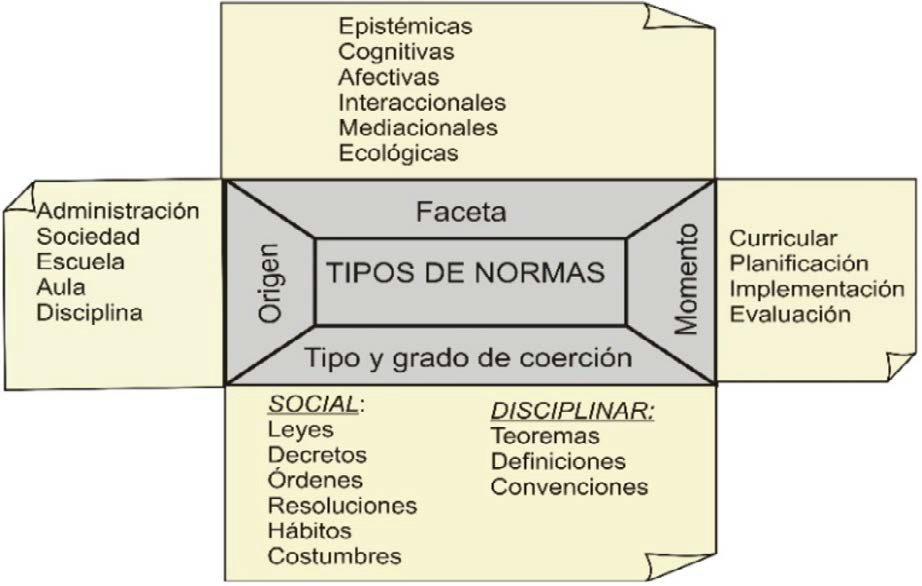 Epistémicas
Cognitivas
Afectivas
Interaccionales
Mediacionales
Ecológicas
Administración
Sociedad
Escuela
Aula
Disciplina
Faceta
Origen
TIPOS DE NORMAS
Momento
Tipo y grado de coerción
Curricular
Planificación
Implementación
Evaluación
SOCIAL:
Leyes
Decretos
Órdenes
Resoluciones
Hábitos
Costumbres
DISCIPLINAR:
Teoremas
Definiciones
Convenciones